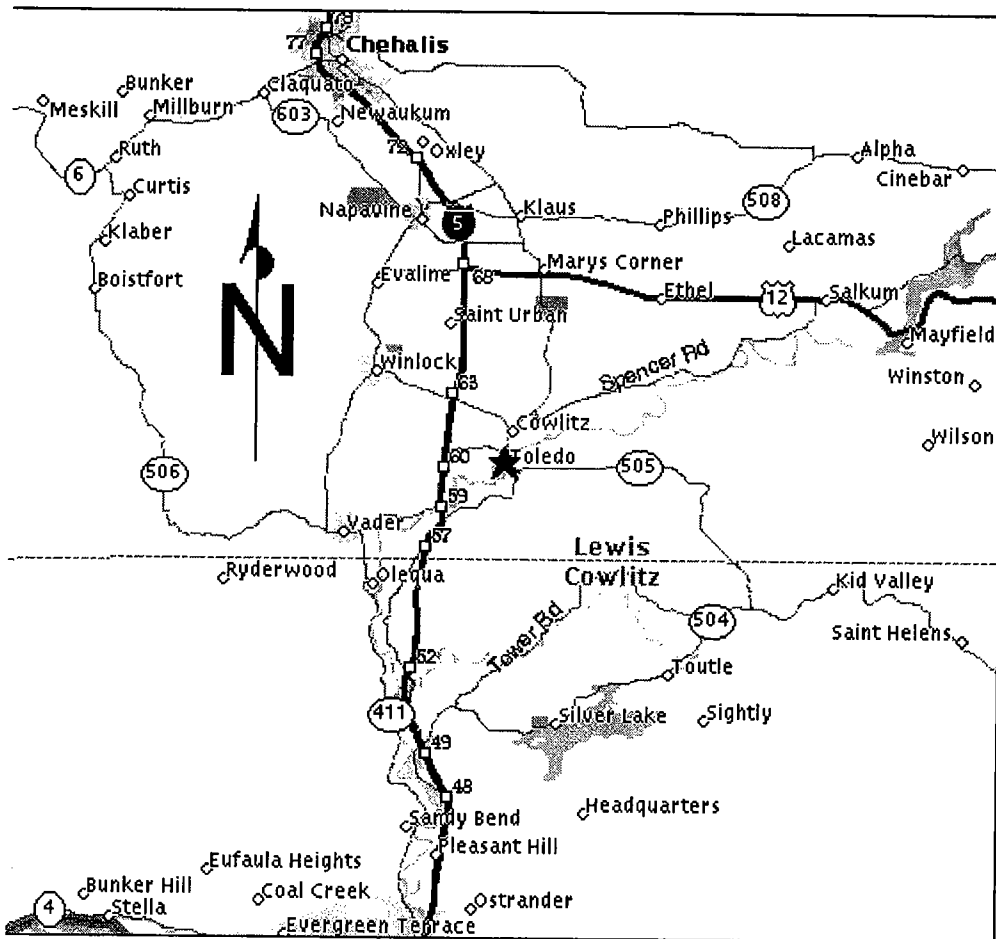 79
77
Chehalis
Bunker
Claquato
Meskill
Millburn
603
Newaukum
72
Oxley
Ruth
Alpha
6
Cinebar
Curtis
508
Napavine
Klaus
5
Phillips
Klaber
Lacamas
Marys Corner
68
Evaline
Boistfort
Ethel
12
Salkum
N
Saint Urban
Mayfield
Winlock
Spencer Rd
63
Winston
Cowlitz
Wilson
60
Toledo
505
506
59
Vader
57
Lewis
Cowlitz
Ryderwood
Olequa
Kid Valley
504
Saint Helens
Tower Rd
52
Toutle
411
Silver Lake
Sightly
49
48
Headquarters
Sandy Bend
Pleasant Hill
Eufaula Heights
Bunker Hill
Coal Creek
4
Stella
Ostrander
Evergreen Terrace